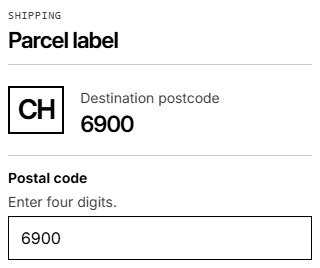 SHIPPING
Parcel label
CH
Destination postcode
6900
Postal code
Enter four digits.
6900